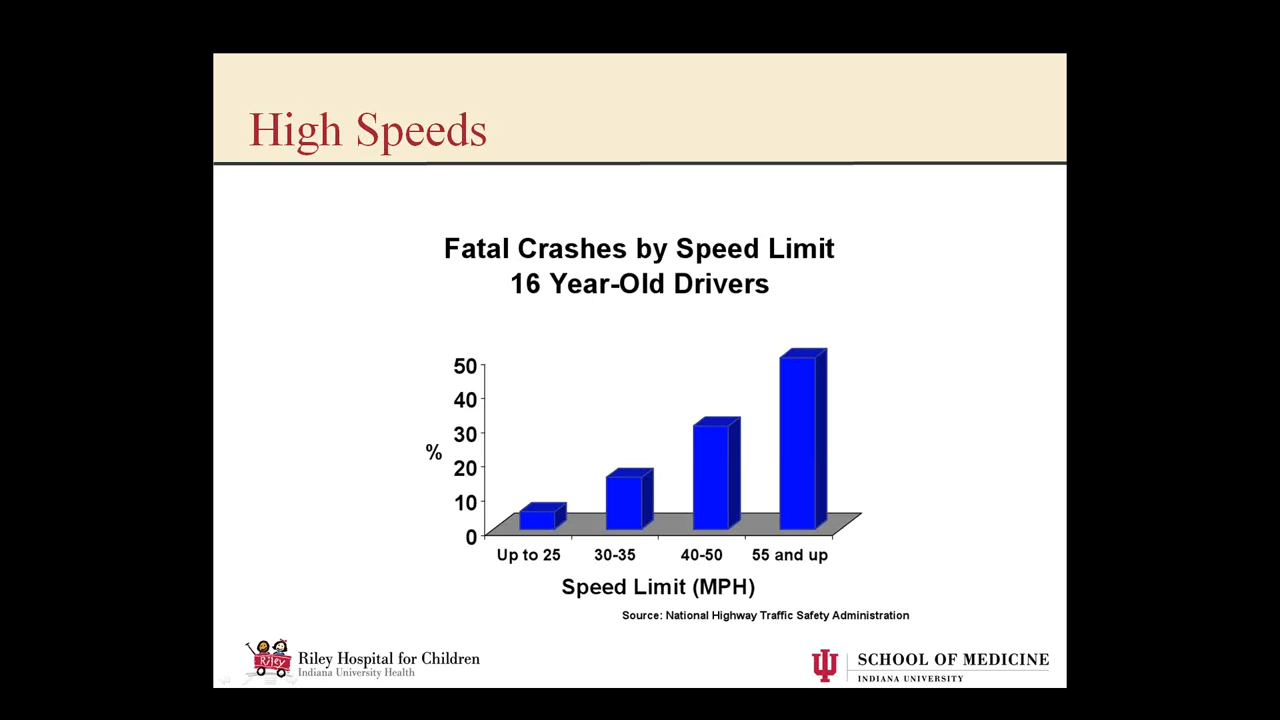 High Speeds
Fatal Crashes by Speed Limit
16 Year-Old Drivers
50
40
30
%
20
10
0
Up to 25 30-35 40-50 55 and up
Speed Limit (MPH)
Source: National Highway Traffic Safety Administration
Riley
Riley Hospital for Children
Indiana University Health
SCHOOL OF MEDICINE
INDIANA UNIVERSITY